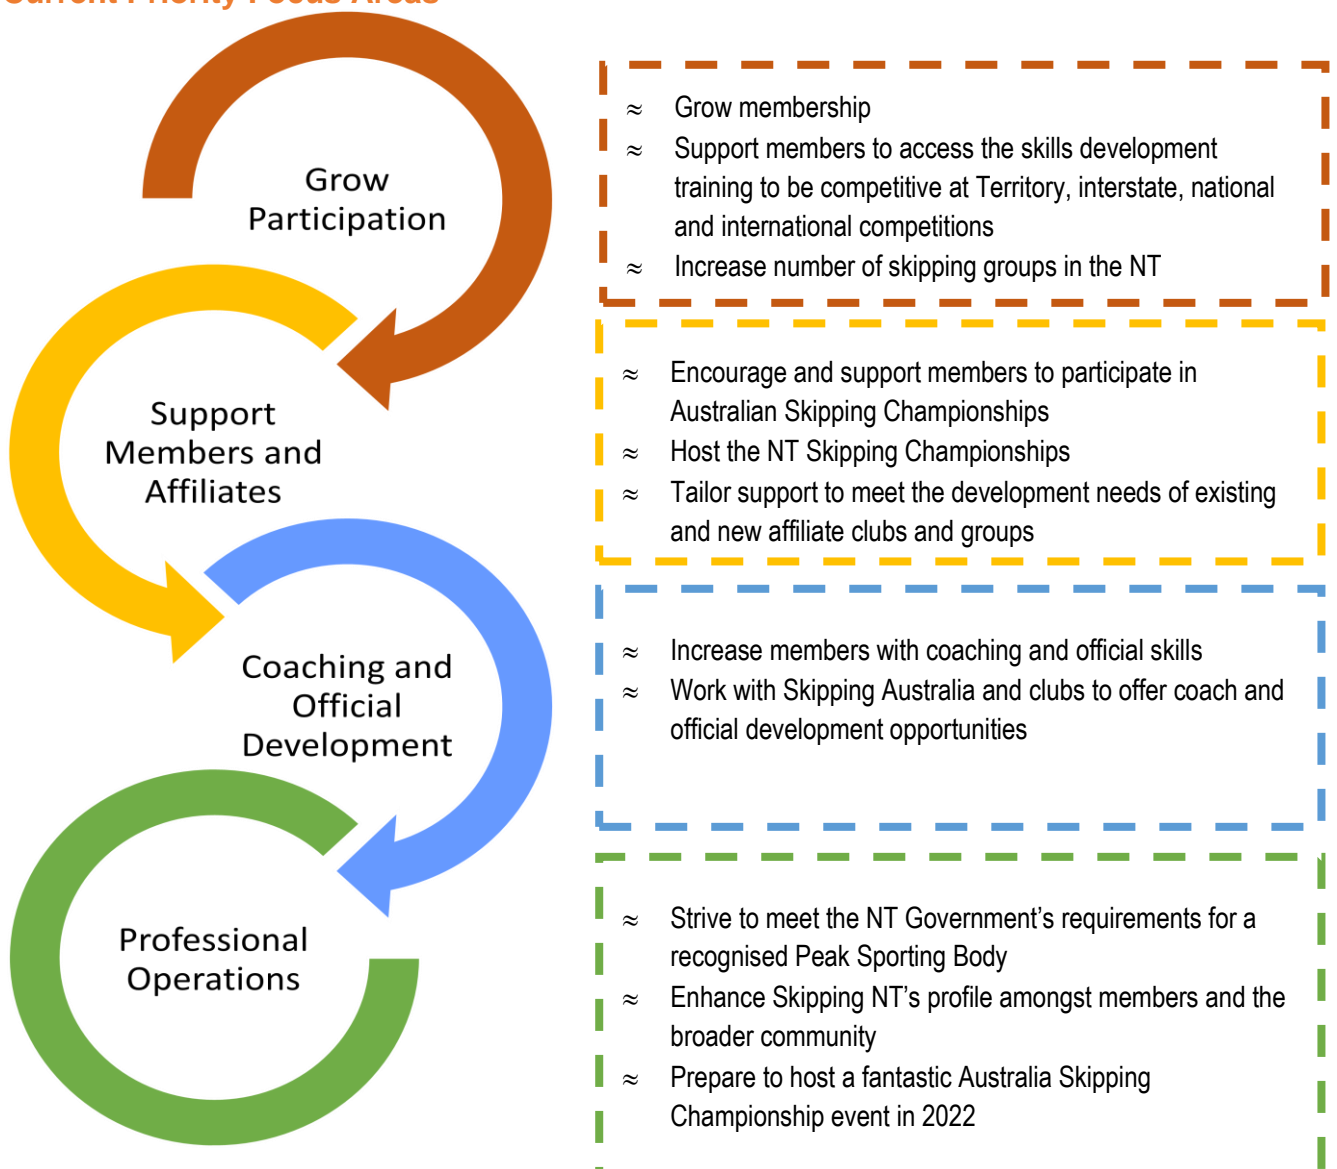 Current Priority Focus Areas
Grow
Participation
≈ Grow membership
≈ Support members to access the skills development
training to be competitive at Territory, interstate, national
and international competitions
≈ Increase number of skipping groups in the NT
Support
Members and
Affiliates
≈ Encourage and support members to participate in
Australian Skipping Championships
≈ Host the NT Skipping Championships
≈ Tailor support to meet the development needs of existing
and new affiliate clubs and groups
Coaching and
Official
Development
≈ Increase members with coaching and official skills
≈ Work with Skipping Australia and clubs to offer coach and
official development opportunities
Professional
Operations
≈ Strive to meet the NT Government’s requirements for a
recognised Peak Sporting Body
≈ Enhance Skipping NT’s profile amongst members and the
broader community
≈ Prepare to host a fantastic Australia Skipping
Championship event in 2022